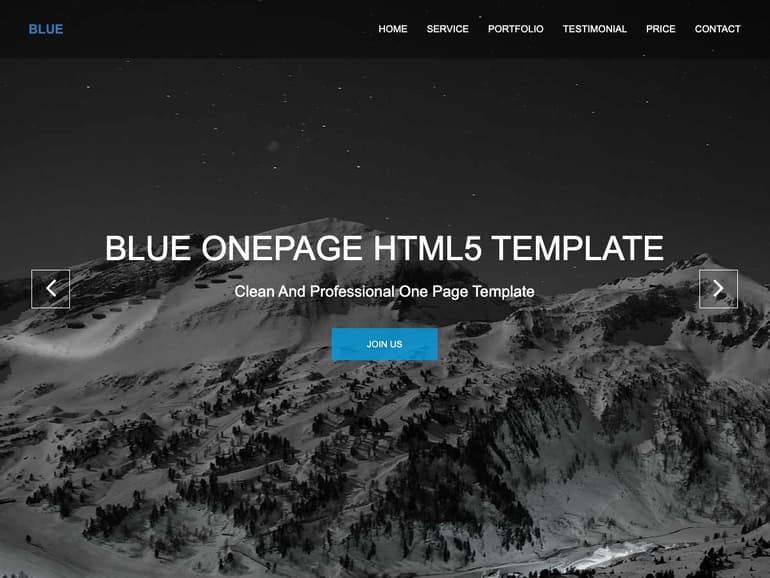 BLUE
HOME SERVICE PORTFOLIO TESTIMONIAL PRICE CONTACT
BLUE ONEPAGE HTML5 TEMPLATE
Clean And Professional One Page Template
JOIN US